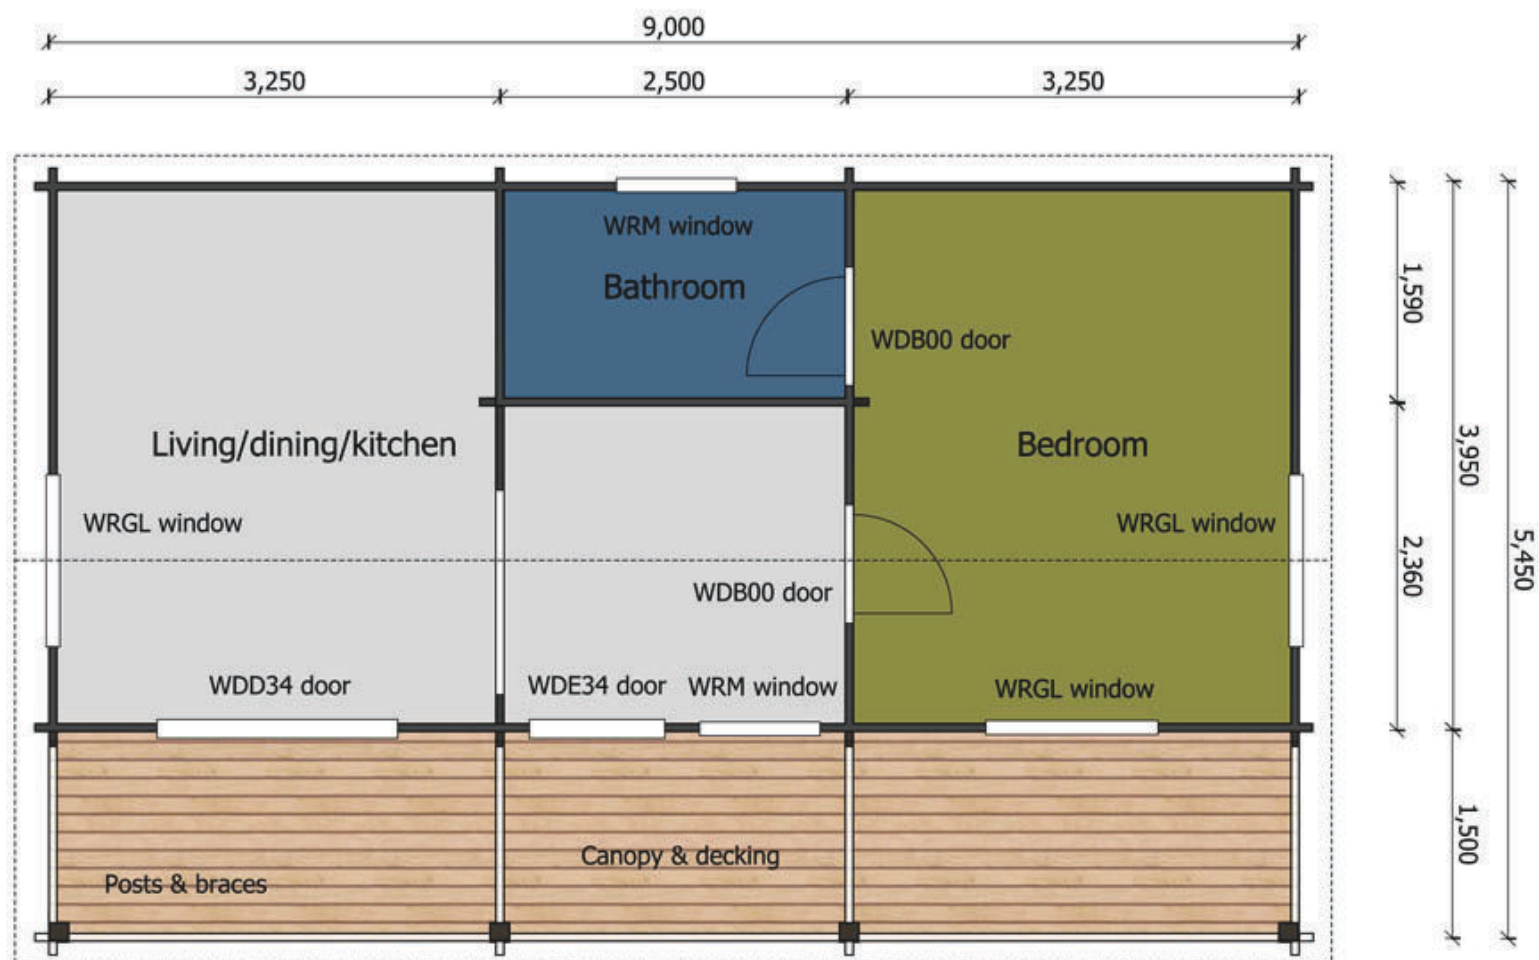 9,000
3,250
2,500
3,250
WRM window
Bathroom
WDB00 door
1,590
Living/dining/kitchen
Bedroom
3,950
WRGL window
WRGL window
5,450
2,360
WDB00 door
WDD34 door
WDE34 door
WRM window
WRGL window
1,500
Canopy & decking
Posts & braces